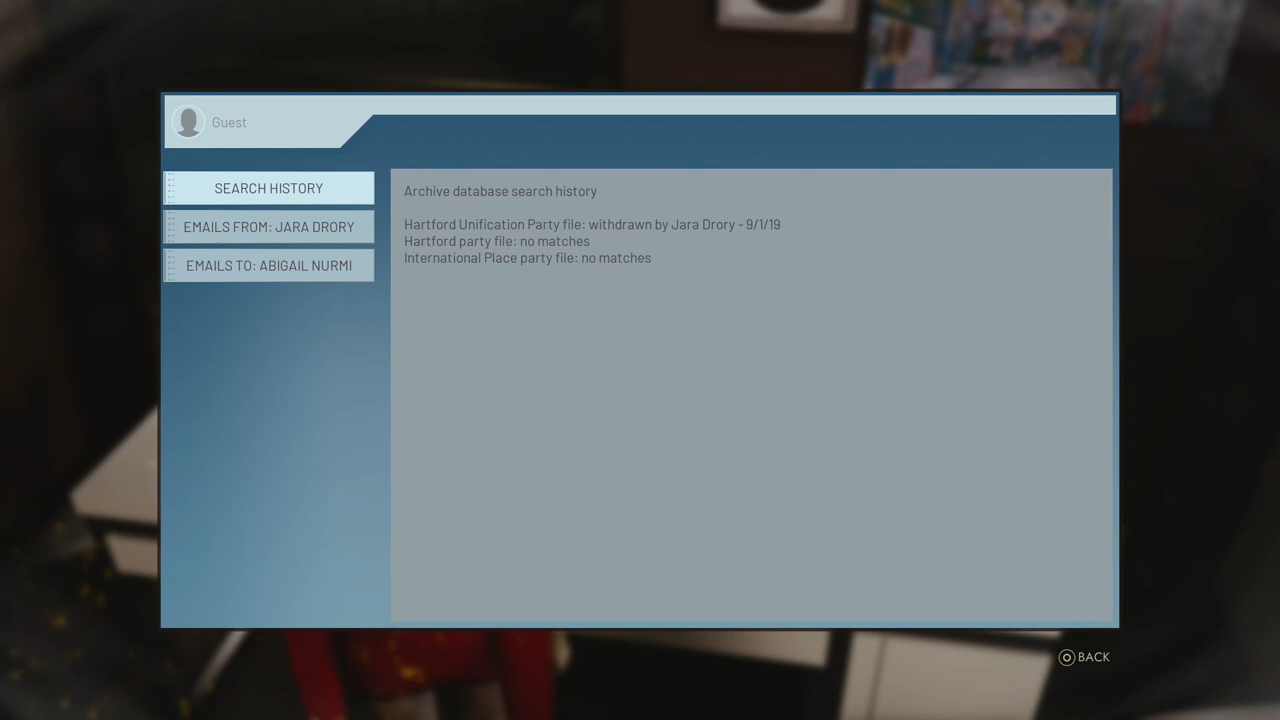 Guest
SEARCH HISTORY
EMAILS FROM: JARA DRORY
EMAILS TO: ABIGAIL NURMI
Archive database search history
Hartford Unification Party file: withdrawn by Jara Drory - 9/1/19
Hartford party file: no matches
International Place party file: no matches
BACK